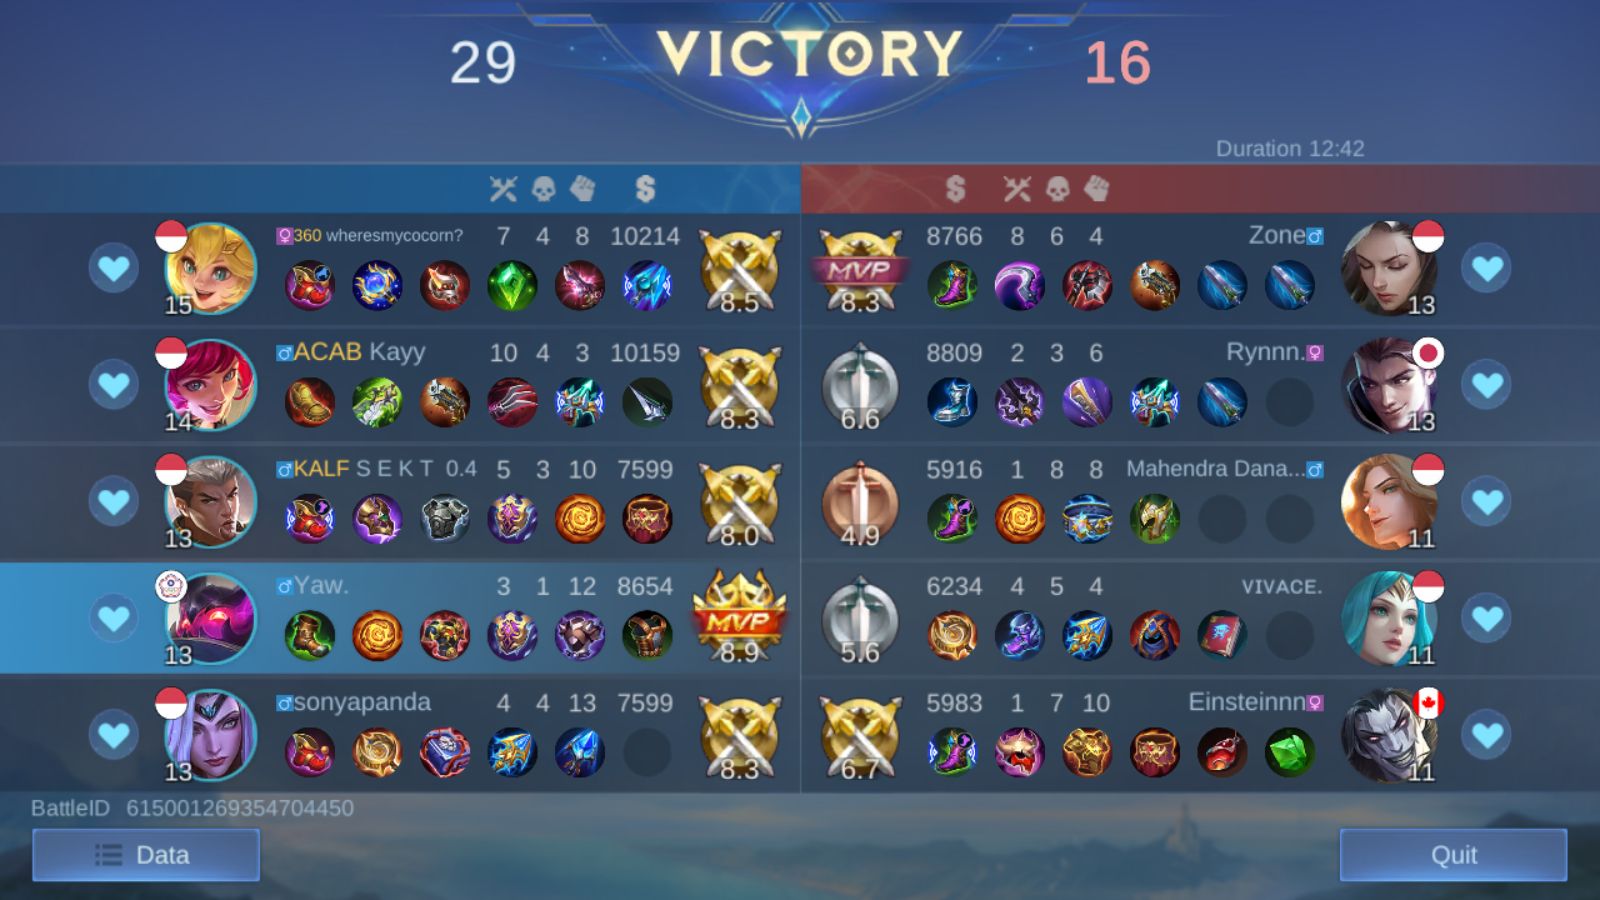 29 VICTORY 16
Duration 12:42
360 wheresmycocorn? 7 4 8 10214
15 8.5
MVP 8766 8 6 4 Zone
8.3 13
ACAB Kayy 10 4 3 10159
14 8.3
8809 2 3 6 Rynnn.
6.6 13
KALF S E K T 0.4 5 3 10 7599
13 8.0
5916 1 8 8 Mahendra Dana...
4.9 11
Yaw. 3 1 12 8654
MVP
13 8.9
6234 4 5 4 VIVACE.
5.6 11
sonyapanda 4 4 13 7599
13 8.3
5983 1 7 10 Einsteinnn
6.7 11
BattleID 615001269354704450
Data
Quit